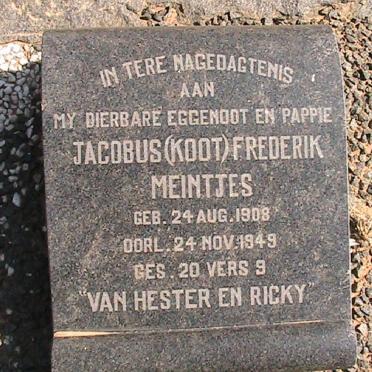 IN TERE NAGEDAGTENIS
AAN
MY DIERBARE EGGENOOT EN PAPPIE
JACOBUS (KOOT) FREDERIK
MEINTJES
GEB. 24 AUG. 1908
OORL. 24 NOV. 1949
GES. 20 VERS 9
"VAN HESTER EN RICKY"